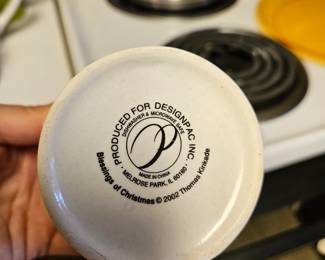 PRODUCED FOR DESIGNPAC INC.
DISHWASHER & MICROWAVE SAFE
P
MADE IN CHINA
• MELROSE PARK, IL 60160 •
Blessings of Christmas © 2002 Thomas Kinkade